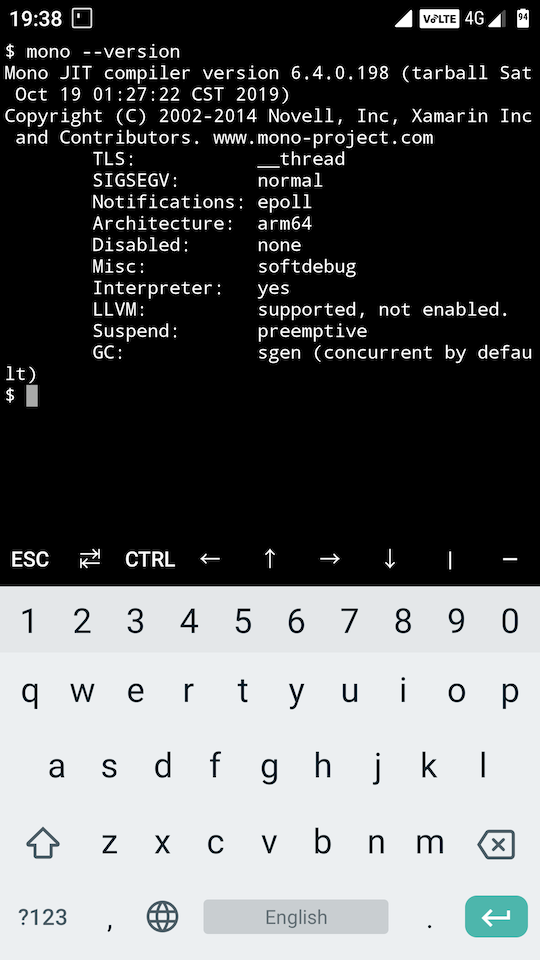 19:38 VoLTE 4G 94
$ mono --version
Mono JIT compiler version 6.4.0.198 (tarball Sat
Oct 19 01:27:22 CST 2019)
Copyright (C) 2002-2014 Novell, Inc, Xamarin Inc
and Contributors. www.mono-project.com
TLS: __thread
SIGSEGV: normal
Notifications: epoll
Architecture: arm64
Disabled: none
Misc: softdebug
Interpreter: yes
LLVM: supported, not enabled.
Suspend: preemptive
GC: sgen (concurrent by defau
lt)
$
ESC ⇄ CTRL ← ↑ → ↓ | —
1 2 3 4 5 6 7 8 9 0
q w e r t y u i o p
a s d f g h j k l
z x c v b n m
?123 , English .